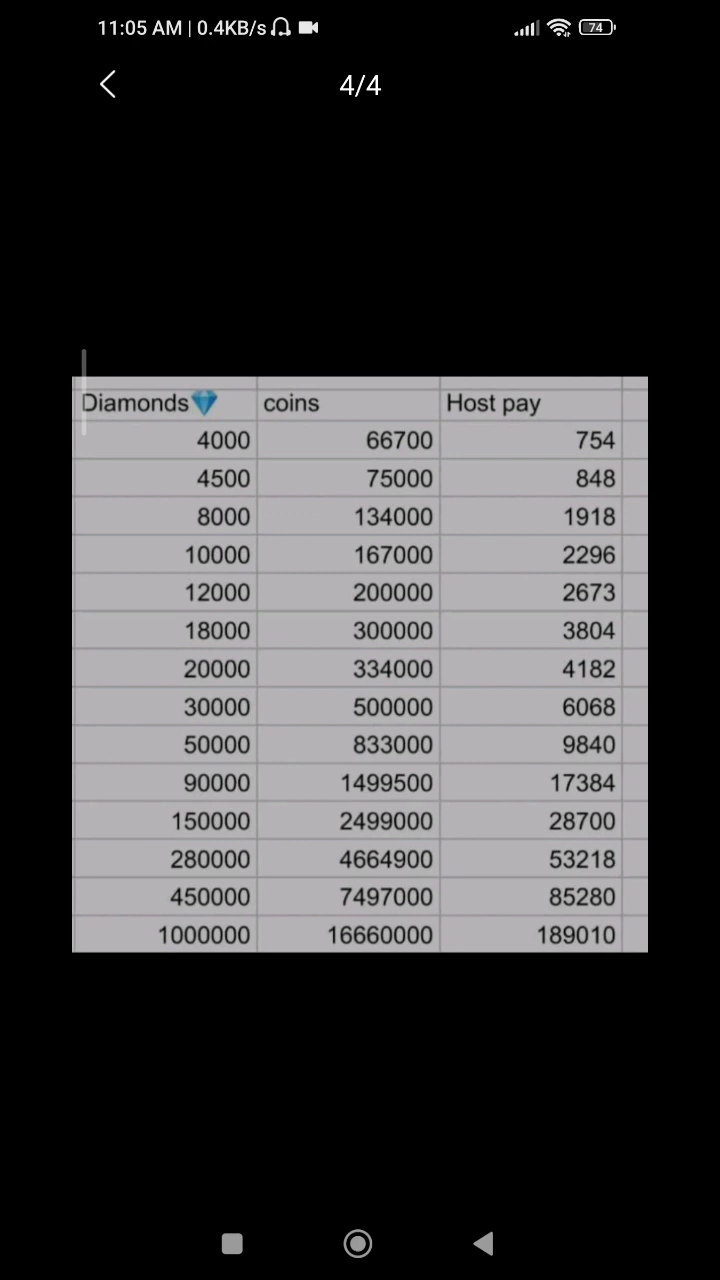 11:05 AM | 0.4KB/s 74
4/4
Diamonds💎 coins Host pay
4000 66700 754
4500 75000 848
8000 134000 1918
10000 167000 2296
12000 200000 2673
18000 300000 3804
20000 334000 4182
30000 500000 6068
50000 833000 9840
90000 1499500 17384
150000 2499000 28700
280000 4664900 53218
450000 7497000 85280
1000000 16660000 189010